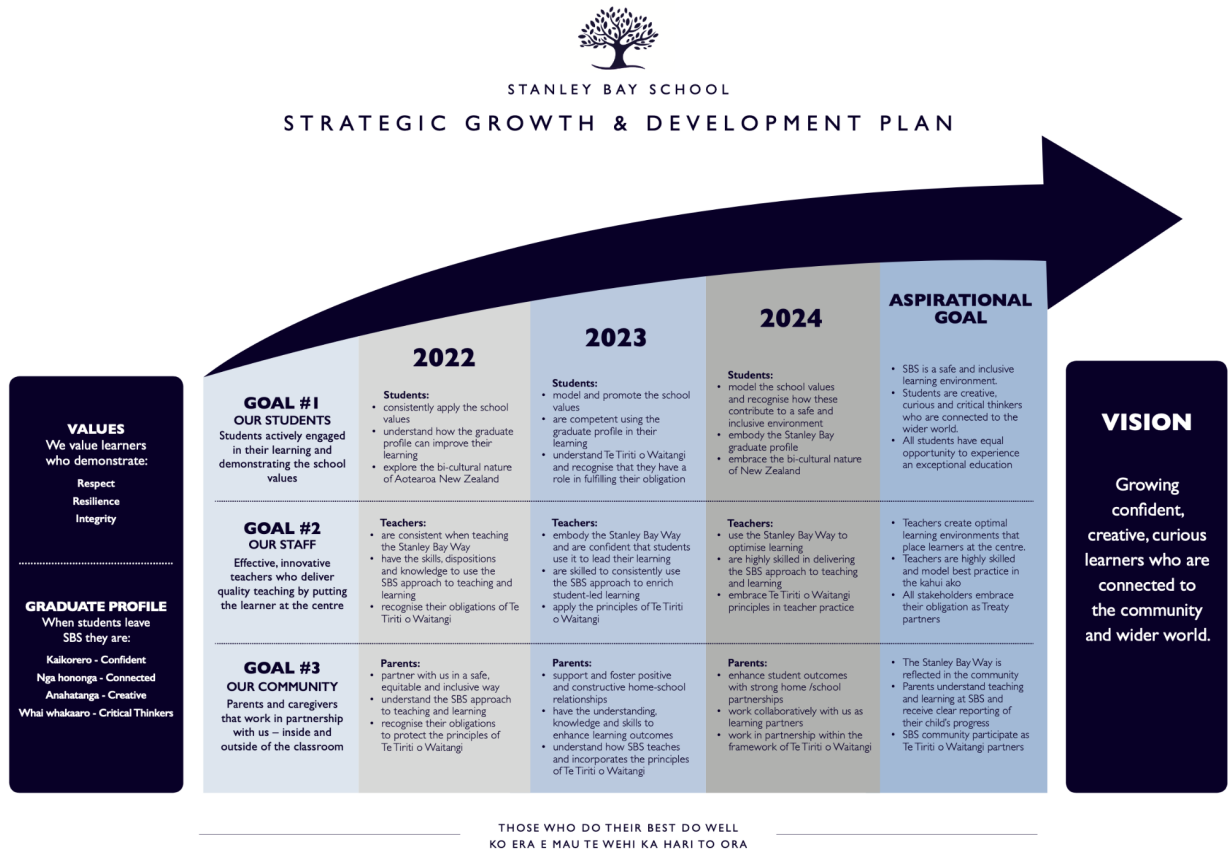 STANLEY BAY SCHOOL
STRATEGIC GROWTH & DEVELOPMENT PLAN
VALUES
We value learners
who demonstrate:
Respect
Resilience
Integrity
GRADUATE PROFILE
When students leave
SBS they are:
Kaikorero - Confident
Nga hononga - Connected
Anahatanga - Creative
Whai whakaaro - Critical Thinkers
GOAL #1
OUR STUDENTS
Students actively engaged
in their learning and
demonstrating the school
values
GOAL #2
OUR STAFF
Effective, innovative
teachers who deliver
quality teaching by putting
the learner at the centre
GOAL #3
OUR COMMUNITY
Parents and caregivers
that work in partnership
with us – inside and
outside of the classroom
2022
Students:
• consistently apply the school
values
• understand how the graduate
profile can improve their
learning
• explore the bi-cultural nature
of Aotearoa New Zealand
Teachers:
• are consistent when teaching
the Stanley Bay Way
• have the skills, dispositions
and knowledge to use the
SBS approach to teaching and
learning
• recognise their obligations of Te
Tiriti o Waitangi
Parents:
• partner with us in a safe,
equitable and inclusive way
• understand the SBS approach
to teaching and learning
• recognise their obligations
to protect the principles of
Te Tiriti o Waitangi
2023
Students:
• model and promote the school
values
• are competent using the
graduate profile in their
learning
• understand Te Tiriti o Waitangi
and recognise that they have a
role in fulfilling their obligation
Teachers:
• embody the Stanley Bay Way
and are confident that students
use it to lead their learning
• are skilled to consistently use
the SBS approach to enrich
student-led learning
• apply the principles of Te Tiriti
o Waitangi
Parents:
• support and foster positive
and constructive home-school
relationships
• have the understanding,
knowledge and skills to
enhance learning outcomes
• understand how SBS teaches
and incorporates the principles
of Te Tiriti o Waitangi
2024
Students:
• model the school values
and recognise how these
contribute to a safe and
inclusive environment
• embody the Stanley Bay
graduate profile
• embrace the bi-cultural nature
of New Zealand
Teachers:
• use the Stanley Bay Way to
optimise learning
• are highly skilled in delivering
the SBS approach to teaching
and learning
• embrace Te Tiriti o Waitangi
principles in teacher practice
Parents:
• enhance student outcomes
with strong home /school
partnerships
• work collaboratively with us as
learning partners
• work in partnership within the
framework of Te Tiriti o Waitangi
ASPIRATIONAL
GOAL
• SBS is a safe and inclusive
learning environment.
• Students are creative,
curious and critical thinkers
who are connected to the
wider world.
• All students have equal
opportunity to experience
an exceptional education
• Teachers create optimal
learning environments that
place learners at the centre.
• Teachers are highly skilled
and model best practice in
the kahui ako
• All stakeholders embrace
their obligation as Treaty
partners
• The Stanley Bay Way is
reflected in the community
• Parents understand teaching
and learning at SBS and
receive clear reporting of
their child's progress
• SBS community participate as
Te Tiriti o Waitangi partners
VISION
Growing
confident,
creative, curious
learners who are
connected to
the community
and wider world.
THOSE WHO DO THEIR BEST DO WELL
KO ERA E MAU TE WEHI KA HARI TO ORA